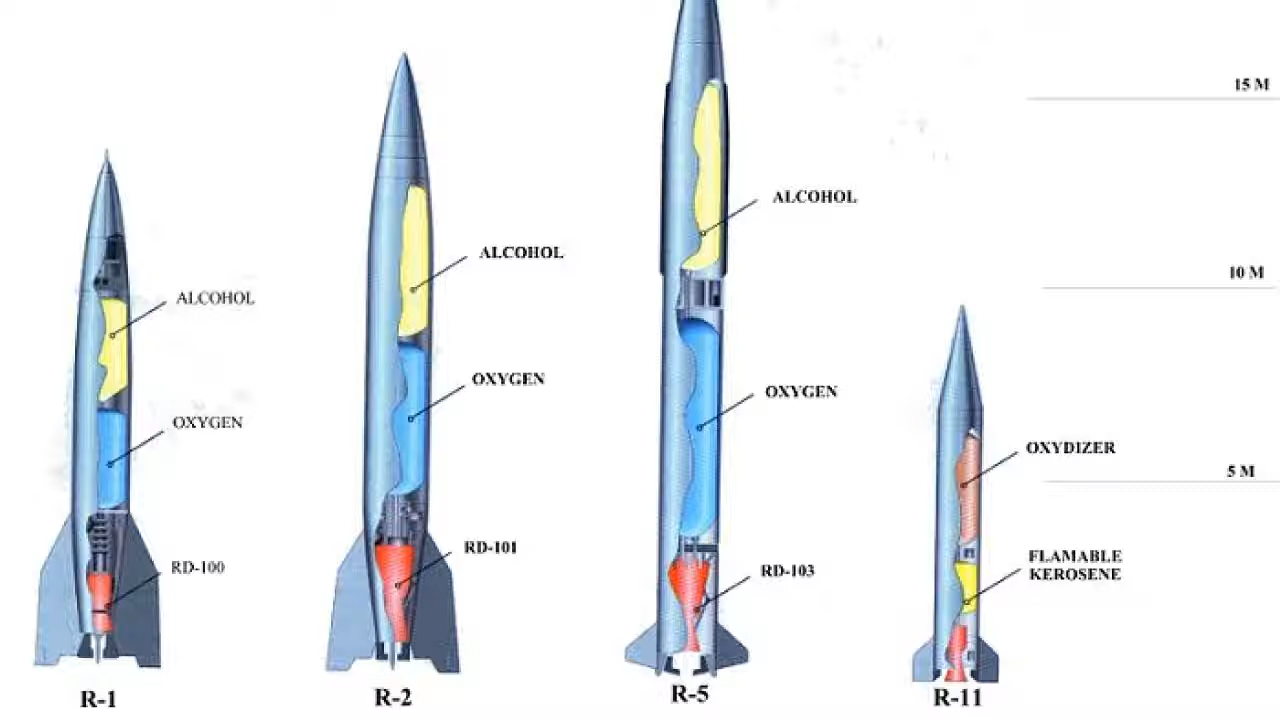 15 M
ALCOHOL
ALCOHOL
10 M
ALCOHOL
OXYGEN
OXYGEN
OXYGEN
OXYDIZER
5 M
RD-101
FLAMABLE
KEROSENE
RD-100
RD-103
R-1
R-2
R-5
R-11